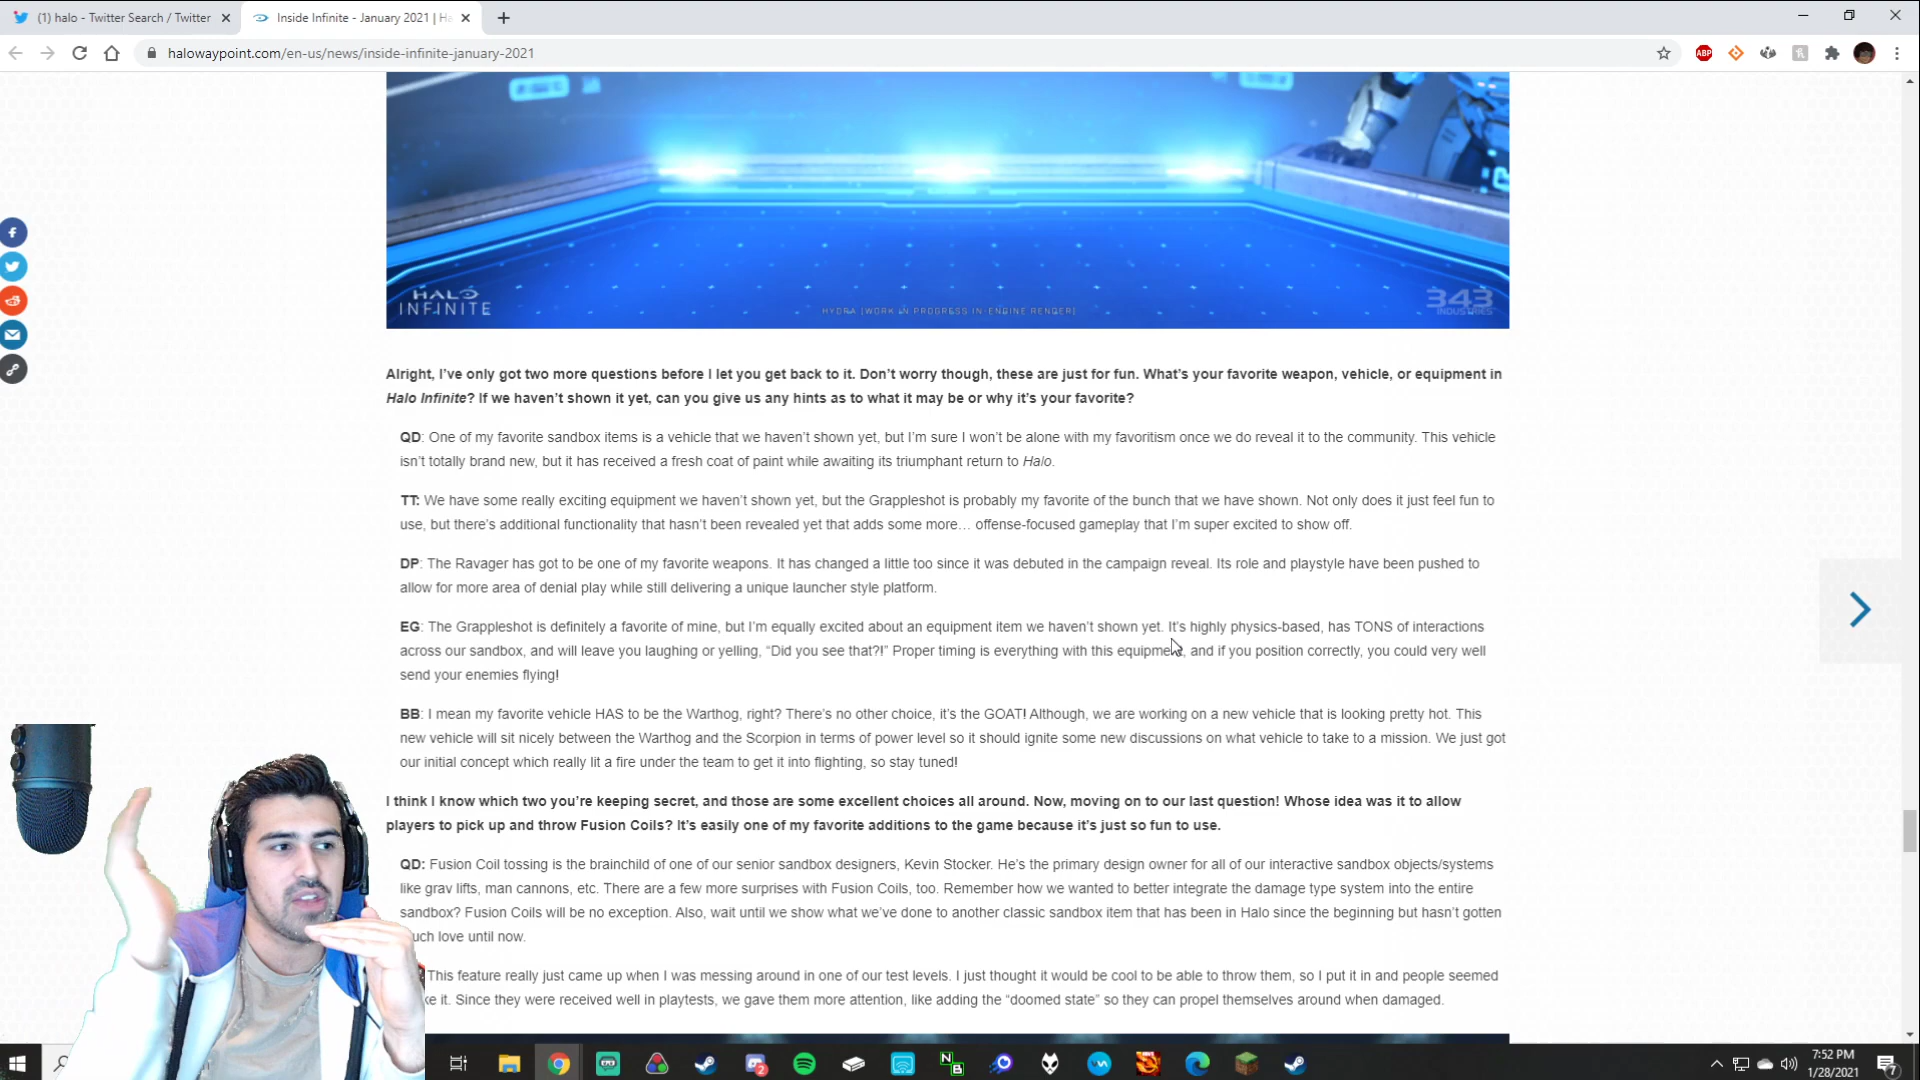 (1) halo - Twitter Search / Twitter
Inside Infinite - January 2021 | Ha
halowaypoint.com/en-us/news/inside-infinite-january-2021
ABP
HALO
INFINITE
HYDRA [WORK IN PROGRESS IN-ENGINE RENDER]
343
INDUSTRIES
Alright, I've only got two more questions before I let you get back to it. Don't worry though, these are just for fun. What's your favorite weapon, vehicle, or equipment in
Halo Infinite? If we haven't shown it yet, can you give us any hints as to what it may be or why it's your favorite?
QD: One of my favorite sandbox items is a vehicle that we haven't shown yet, but I'm sure I won't be alone with my favoritism once we do reveal it to the community. This vehicle
isn't totally brand new, but it has received a fresh coat of paint while awaiting its triumphant return to Halo.
TT: We have some really exciting equipment we haven't shown yet, but the Grappleshot is probably my favorite of the bunch that we have shown. Not only does it just feel fun to
use, but there's additional functionality that hasn't been revealed yet that adds some more… offense-focused gameplay that I'm super excited to show off.
DP: The Ravager has got to be one of my favorite weapons. It has changed a little too since it was debuted in the campaign reveal. Its role and playstyle have been pushed to
allow for more area of denial play while still delivering a unique launcher style platform.
EG: The Grappleshot is definitely a favorite of mine, but I'm equally excited about an equipment item we haven't shown yet. It's highly physics-based, has TONS of interactions
across our sandbox, and will leave you laughing or yelling, "Did you see that?!" Proper timing is everything with this equipment, and if you position correctly, you could very well
send your enemies flying!
BB: I mean my favorite vehicle HAS to be the Warthog, right? There's no other choice, it's the GOAT! Although, we are working on a new vehicle that is looking pretty hot. This
new vehicle will sit nicely between the Warthog and the Scorpion in terms of power level so it should ignite some new discussions on what vehicle to take to a mission. We just got
our initial concept which really lit a fire under the team to get it into flighting, so stay tuned!
I think I know which two you're keeping secret, and those are some excellent choices all around. Now, moving on to our last question! Whose idea was it to allow
players to pick up and throw Fusion Coils? It's easily one of my favorite additions to the game because it's just so fun to use.
QD: Fusion Coil tossing is the brainchild of one of our senior sandbox designers, Kevin Stocker. He's the primary design owner for all of our interactive sandbox objects/systems
like grav lifts, man cannons, etc. There are a few more surprises with Fusion Coils, too. Remember how we wanted to better integrate the damage type system into the entire
sandbox? Fusion Coils will be no exception. Also, wait until we show what we've done to another classic sandbox item that has been in Halo since the beginning but hasn't gotten
uch love until now.
This feature really just came up when I was messing around in one of our test levels. I just thought it would be cool to be able to throw them, so I put it in and people seemed
ke it. Since they were received well in playtests, we gave them more attention, like adding the "doomed state" so they can propel themselves around when damaged.
7:52 PM
1/28/2021